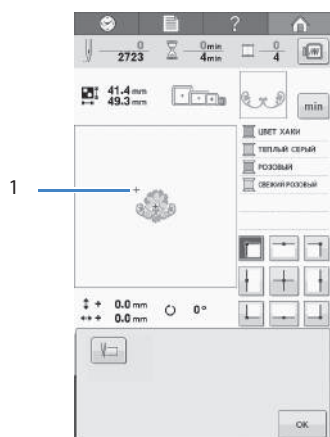 ?
0
2723
0min
4min
0
4
41.4 mm
49.3 mm
min
ЦВЕТ ХАКИ
ТЕПЛЫЙ СЕРЫЙ
РОЗОВЫЙ
СВЕЖИЙ РОЗОВЫЙ
1
+ 0.0 mm
+ 0.0 mm
0°
OK